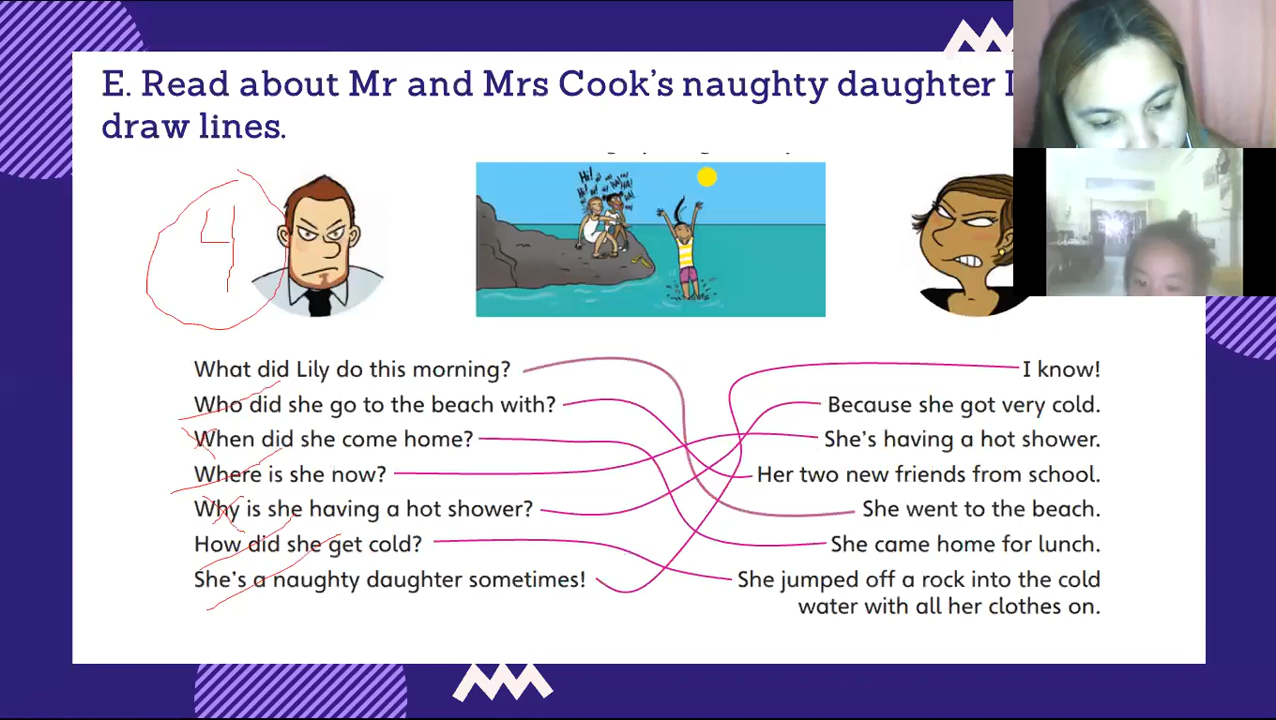 E. Read about Mr and Mrs Cook's naughty daughter
draw lines.
4
Hi!
What did Lily do this morning?
I know!
Who did she go to the beach with?
Because she got very cold.
When did she come home?
She's having a hot shower.
Where is she now?
Her two new friends from school.
Why is she having a hot shower?
She went to the beach.
How did she get cold?
She came home for lunch.
She's a naughty daughter sometimes!
She jumped off a rock into the cold
water with all her clothes on.